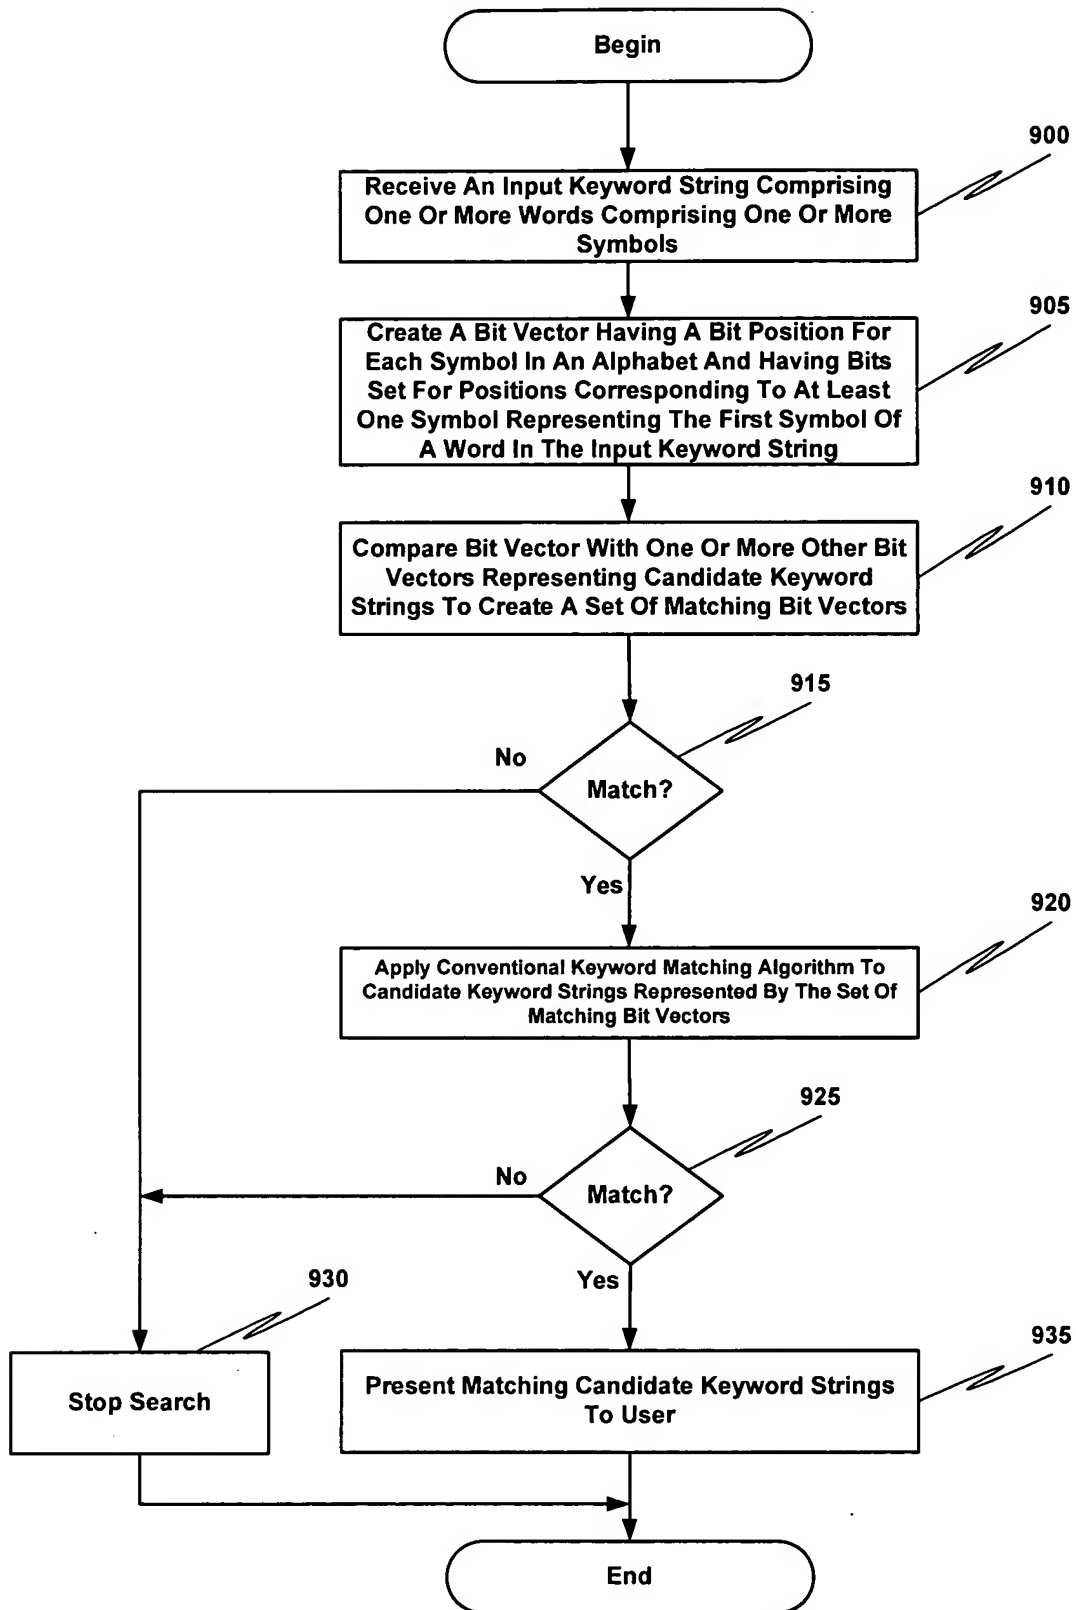 Begin
900
Receive An Input Keyword String Comprising
One Or More Words Comprising One Or More
Symbols
905
Create A Bit Vector Having A Bit Position For
Each Symbol In An Alphabet And Having Bits
Set For Positions Corresponding To At Least
One Symbol Representing The First Symbol Of
A Word In The Input Keyword String
910
Compare Bit Vector With One Or More Other Bit
Vectors Representing Candidate Keyword
Strings To Create A Set Of Matching Bit Vectors
915
No
Match?
Yes
920
Apply Conventional Keyword Matching Algorithm To
Candidate Keyword Strings Represented By The Set Of
Matching Bit Vectors
925
No
Match?
Yes
930
Stop Search
935
Present Matching Candidate Keyword Strings
To User
End